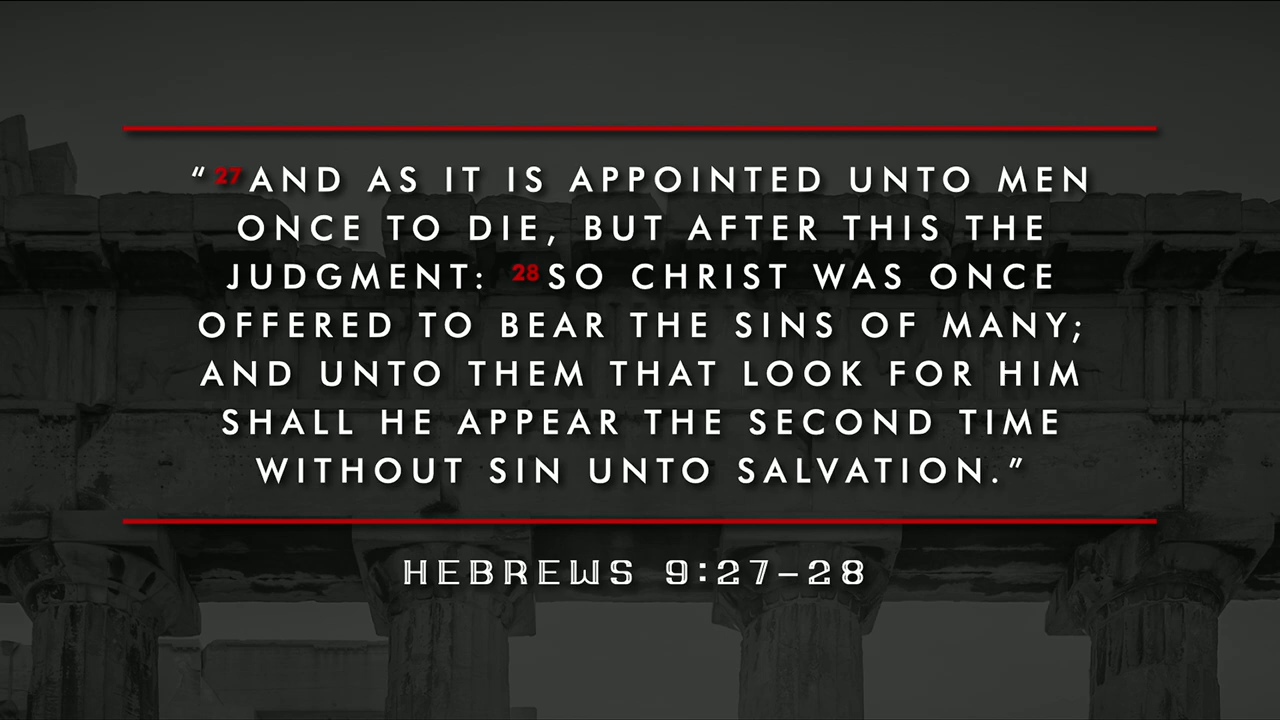 “27AND AS IT IS APPOINTED UNTO MEN
ONCE TO DIE, BUT AFTER THIS THE
JUDGMENT: 28SO CHRIST WAS ONCE
OFFERED TO BEAR THE SINS OF MANY;
AND UNTO THEM THAT LOOK FOR HIM
SHALL HE APPEAR THE SECOND TIME
WITHOUT SIN UNTO SALVATION.”
HEBREWS 9:27–28